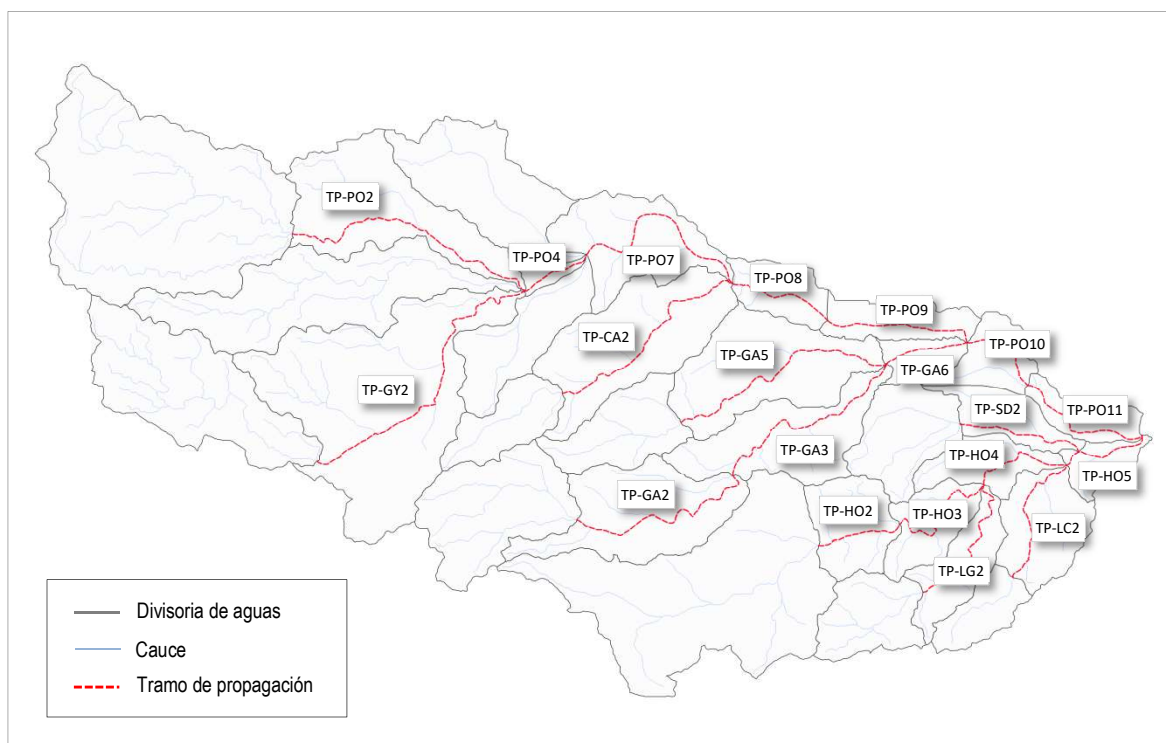 TP-PO2
TP-PO4
TP-PO7
TP-PO8
TP-PO9
TP-CA2
TP-GA5
TP-PO10
TP-GA6
TP-GY2
TP-SD2
TP-PO11
TP-GA3
TP-HO4
TP-HO5
TP-GA2
TP-HO2
TP-HO3
TP-LC2
TP-LG2
Divisoria de aguas
Cauce
Tramo de propagación